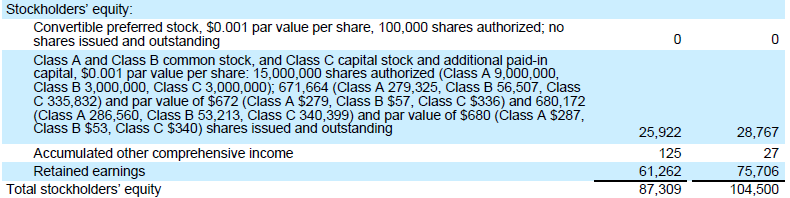 Stockholders' equity:
Convertible preferred stock, $0.001 par value per share, 100,000 shares authorized; no
shares issued and outstanding 0 0
Class A and Class B common stock, and Class C capital stock and additional paid-in
capital, $0.001 par value per share: 15,000,000 shares authorized (Class A 9,000,000,
Class B 3,000,000, Class C 3,000,000); 671,664 (Class A 279,325, Class B 56,507, Class
C 335,832) and par value of $672 (Class A $279, Class B $57, Class C $336) and 680,172
(Class A 286,560, Class B 53,213, Class C 340,399) and par value of $680 (Class A $287,
Class B $53, Class C $340) shares issued and outstanding 25,922 28,767
Accumulated other comprehensive income 125 27
Retained earnings 61,262 75,706
Total stockholders' equity 87,309 104,500